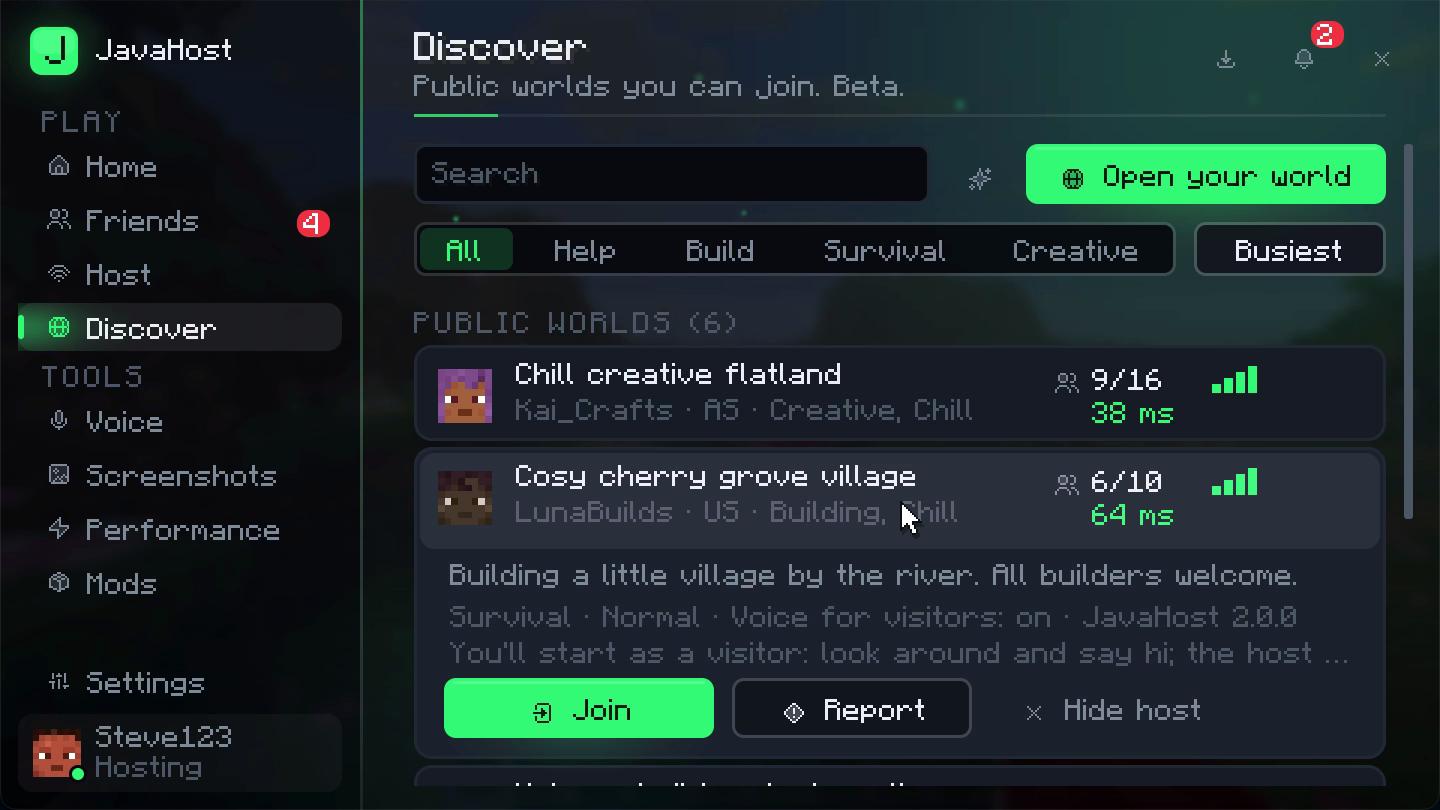 J JavaHost
PLAY
Home
Friends 4
Host
Discover
TOOLS
Voice
Screenshots
Performance
Mods
Settings
Steve123
Hosting
Discover
Public worlds you can join. Beta.
2
Search
Open your world
All Help Build Survival Creative Busiest
PUBLIC WORLDS (6)
Chill creative flatland 9/16
Kai_Crafts · AS · Creative, Chill 38 ms
Cosy cherry grove village 6/10
LunaBuilds · US · Building, Chill 64 ms
Building a little village by the river. All builders welcome.
Survival · Normal · Voice for visitors: on · JavaHost 2.0.0
You'll start as a visitor: look around and say hi; the host ...
Join Report Hide host